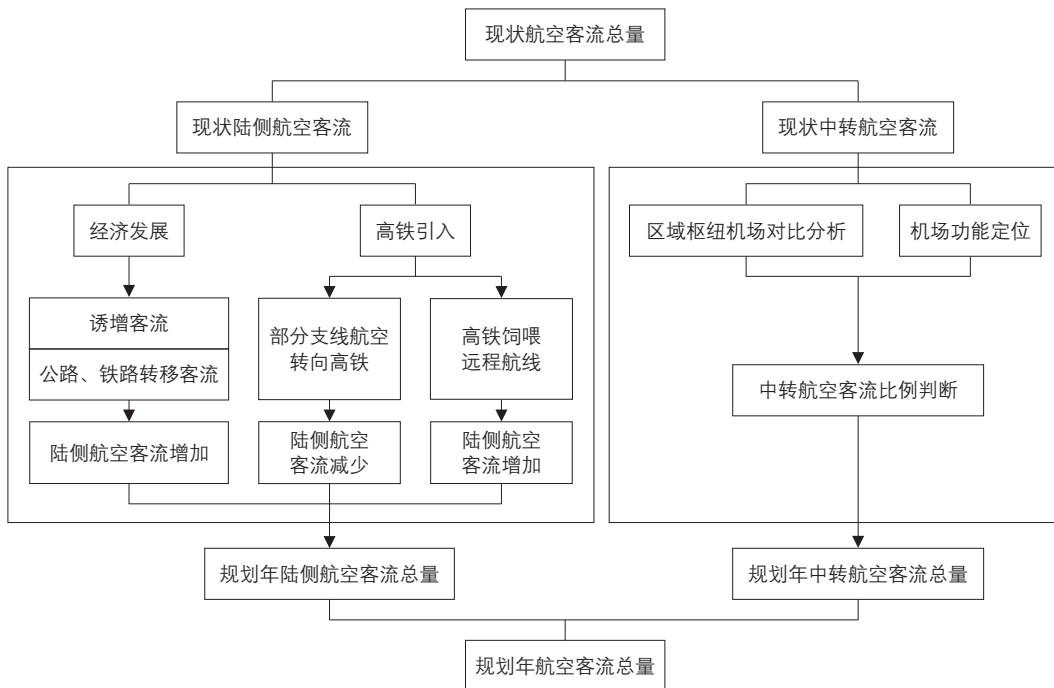 现状航空客流总量
现状陆侧航空客流
现状中转航空客流
经济发展
高铁引入
区域枢纽机场对比分析
机场功能定位
诱增客流
公路、铁路转移客流
部分支线航空
转向高铁
高铁饲喂
远程航线
中转航空客流比例判断
陆侧航空客流增加
陆侧航空
客流减少
陆侧航空
客流增加
规划年陆侧航空客流总量
规划年中转航空客流总量
规划年航空客流总量